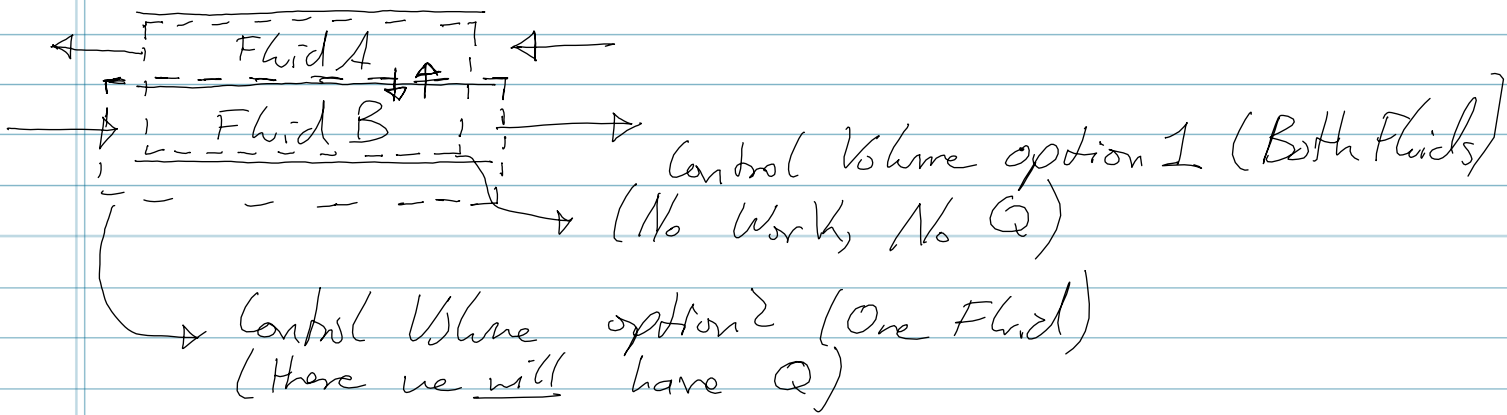 Fluid A
Fluid B
Control Volume option 1 (Both Fluids)
(No Work, No Q)
Control Volume option 2 (One Fluid)
(there we will have Q)